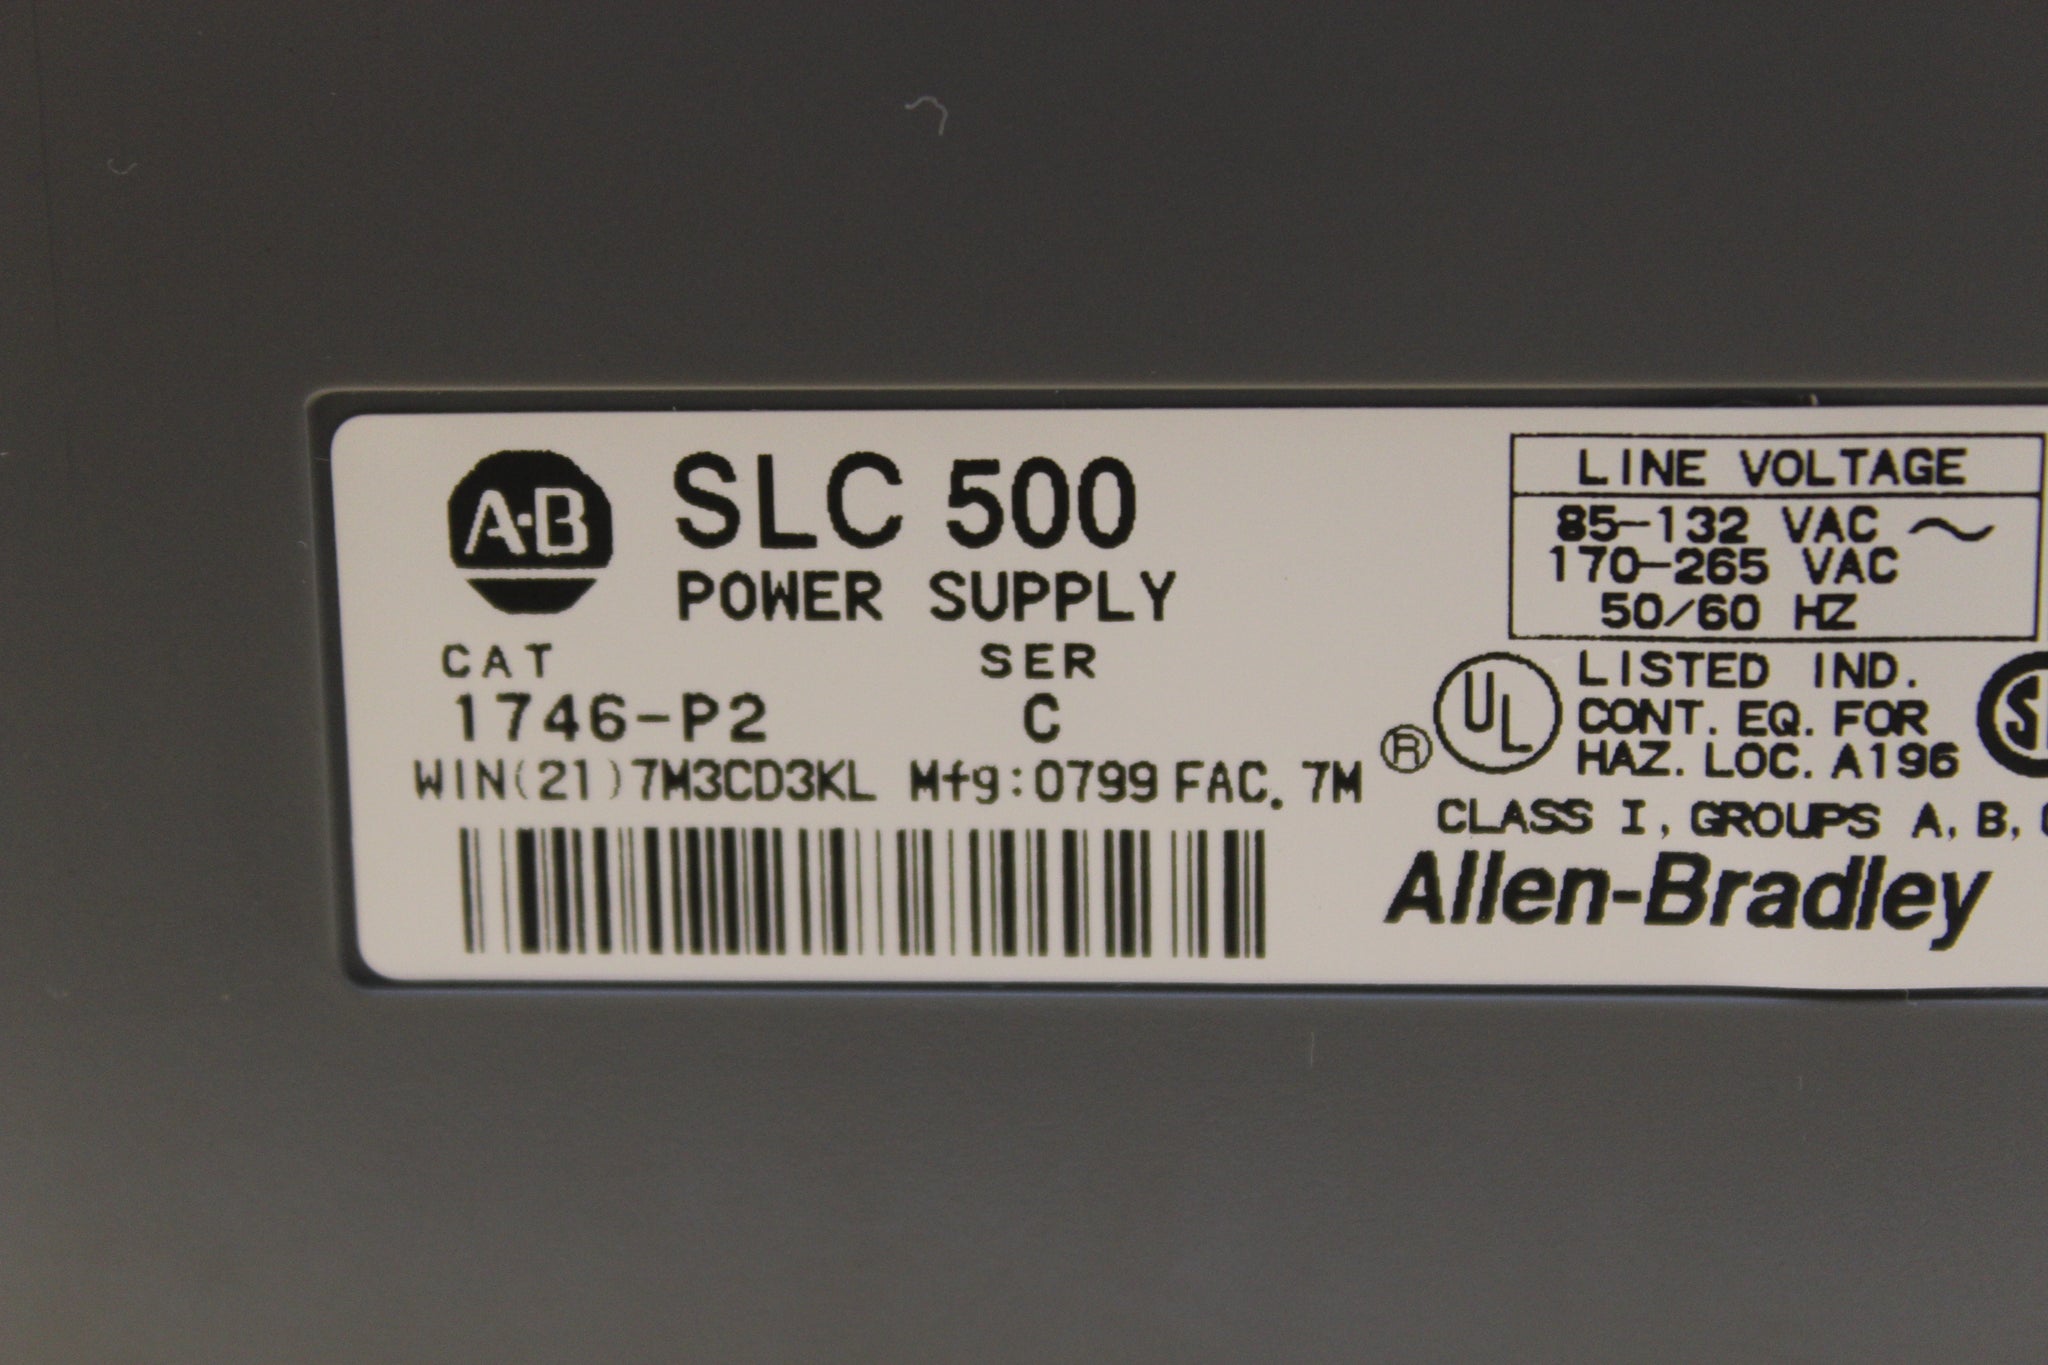 A-B
SLC 500
POWER SUPPLY
CAT SER
1746-P2 C
WIN(21)7M3CD3KL Mfg:0799 FAC. 7M
LINE VOLTAGE
85-132 VAC ~
170-265 VAC
50/60 HZ
® UL LISTED IND.
CONT. EQ. FOR
HAZ. LOC. A196
CLASS I, GROUPS A, B,
Allen-Bradley